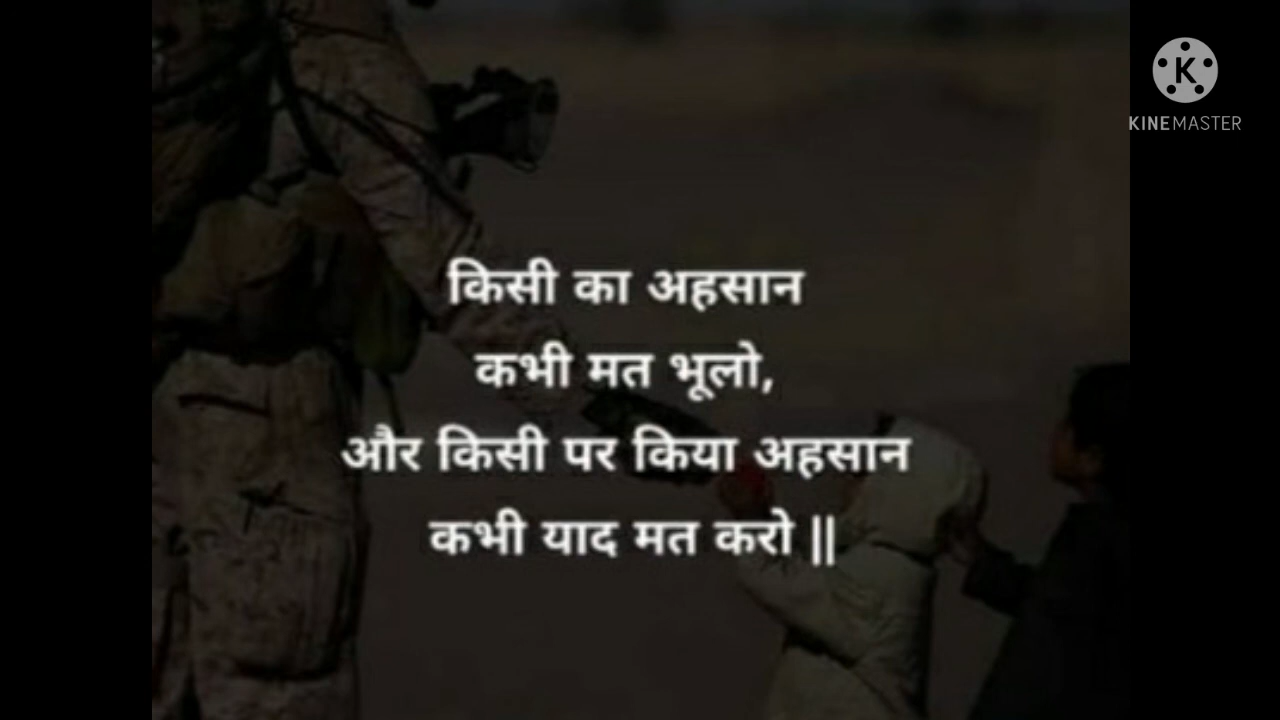 KINEMASTER
किसी का अहसान
कभी मत भूलो,
और किसी पर किया अहसान
कभी याद मत करो ||